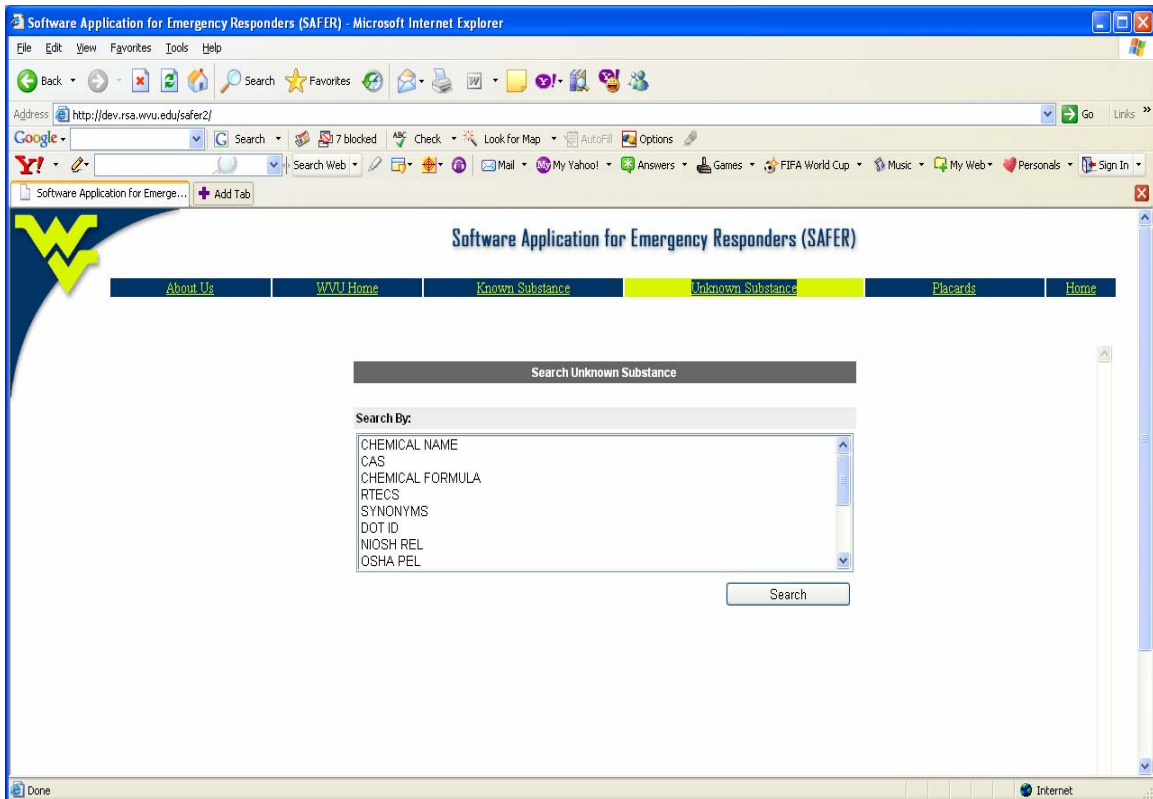 Software Application for Emergency Responders (SAFER) - Microsoft Internet Explorer
File Edit View Favorites Tools Help
Back Search Favorites
Address http://dev.rsa.wvu.edu/safer2/ Go Links »
Google Search 7 blocked ABC Check Look for Map AutoFill Options
Y! Search Web Mail My Yahoo! Answers Games FIFA World Cup Music My Web Personals Sign In
Software Application for Emerge... Add Tab
Software Application for Emergency Responders (SAFER)
About Us WVU Home Known Substance Unknown Substance Placards Home
Search Unknown Substance
Search By:
CHEMICAL NAME
CAS
CHEMICAL FORMULA
RTECS
SYNONYMS
DOT ID
NIOSH REL
OSHA PEL
Search
Done Internet